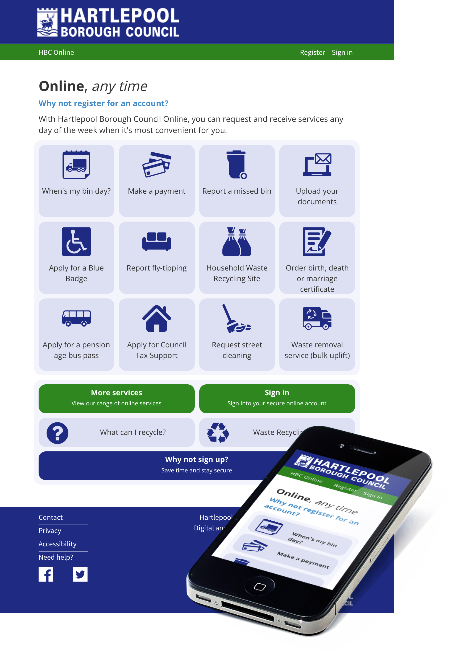 HARTLEPOOL
BOROUGH COUNCIL
HBC Online
Register Sign in
Online, any time
Why not register for an account?
With Hartlepool Borough Council Online, you can request and receive services any
day of the week when it's most convenient for you.
When's my bin day?
Make a payment
Report a missed bin
Upload your
documents
Apply for a Blue
Badge
Report fly-tipping
Household Waste
Recycling Site
Order birth, death
or marriage
certificate
Apply for a pension
age bus pass
Apply for Council
Tax Support
Request street
cleaning
Waste removal
service (bulk uplift)
More services
View our range of online services
Sign in
Sign into your secure online account
What can I recycle?
Waste Recycli
Why not sign up?
Save time and stay secure
Contact
Privacy
Accessibility
Need help?
Hartlepool
Digital an
HARTLEPOOL
BOROUGH COUNCIL
HBC Online
Register Sign in
Online, any time
Why not register for an
account?
When's my bin
day?
Make a payment